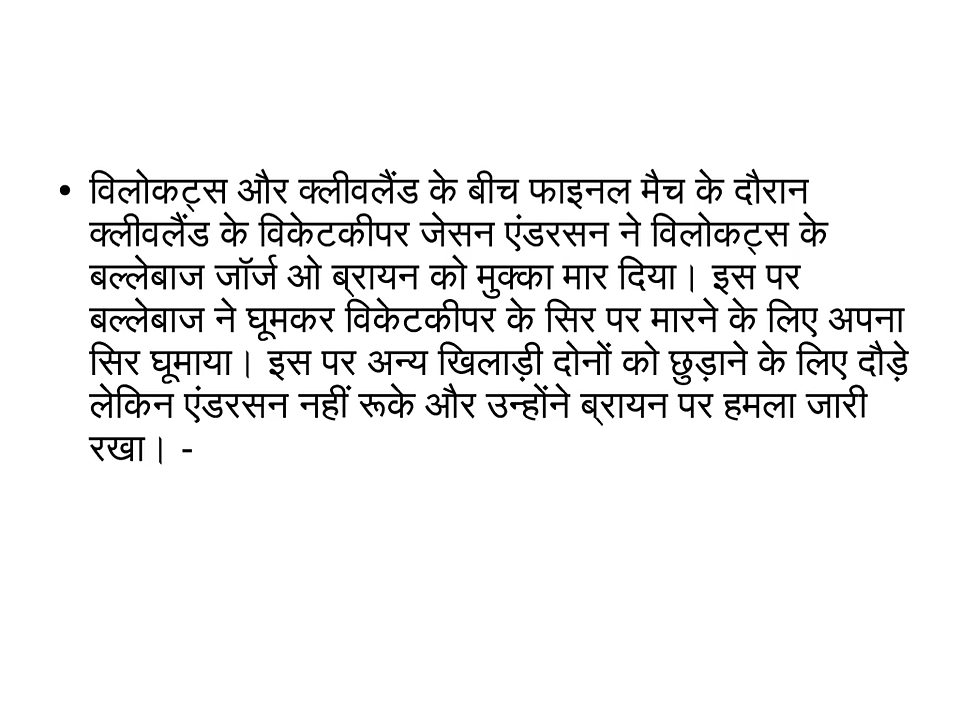 • विलोकट्स और क्लीवलैंड के बीच फाइनल मैच के दौरान
क्लीवलैंड के विकेटकीपर जेसन एंडरसन ने विलोकट्स के
बल्लेबाज जॉर्ज ओ ब्रायन को मुक्का मार दिया। इस पर
बल्लेबाज ने घूमकर विकेटकीपर के सिर पर मारने के लिए अपना
सिर घूमाया। इस पर अन्य खिलाड़ी दोनों को छुड़ाने के लिए दौड़े
लेकिन एंडरसन नहीं रूके और उन्होंने ब्रायन पर हमला जारी
रखा। -